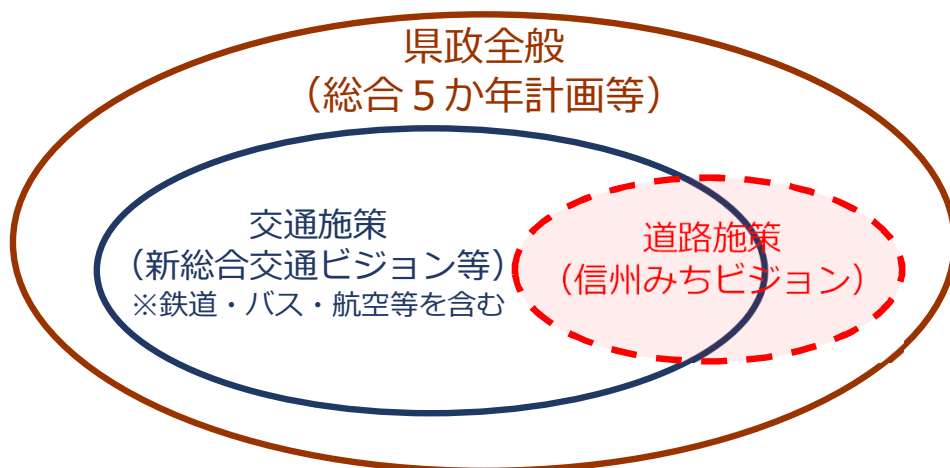 県政全般
（総合５か年計画等）
交通施策
（新総合交通ビジョン等）
※鉄道・バス・航空等を含む
道路施策
（信州みちビジョン）